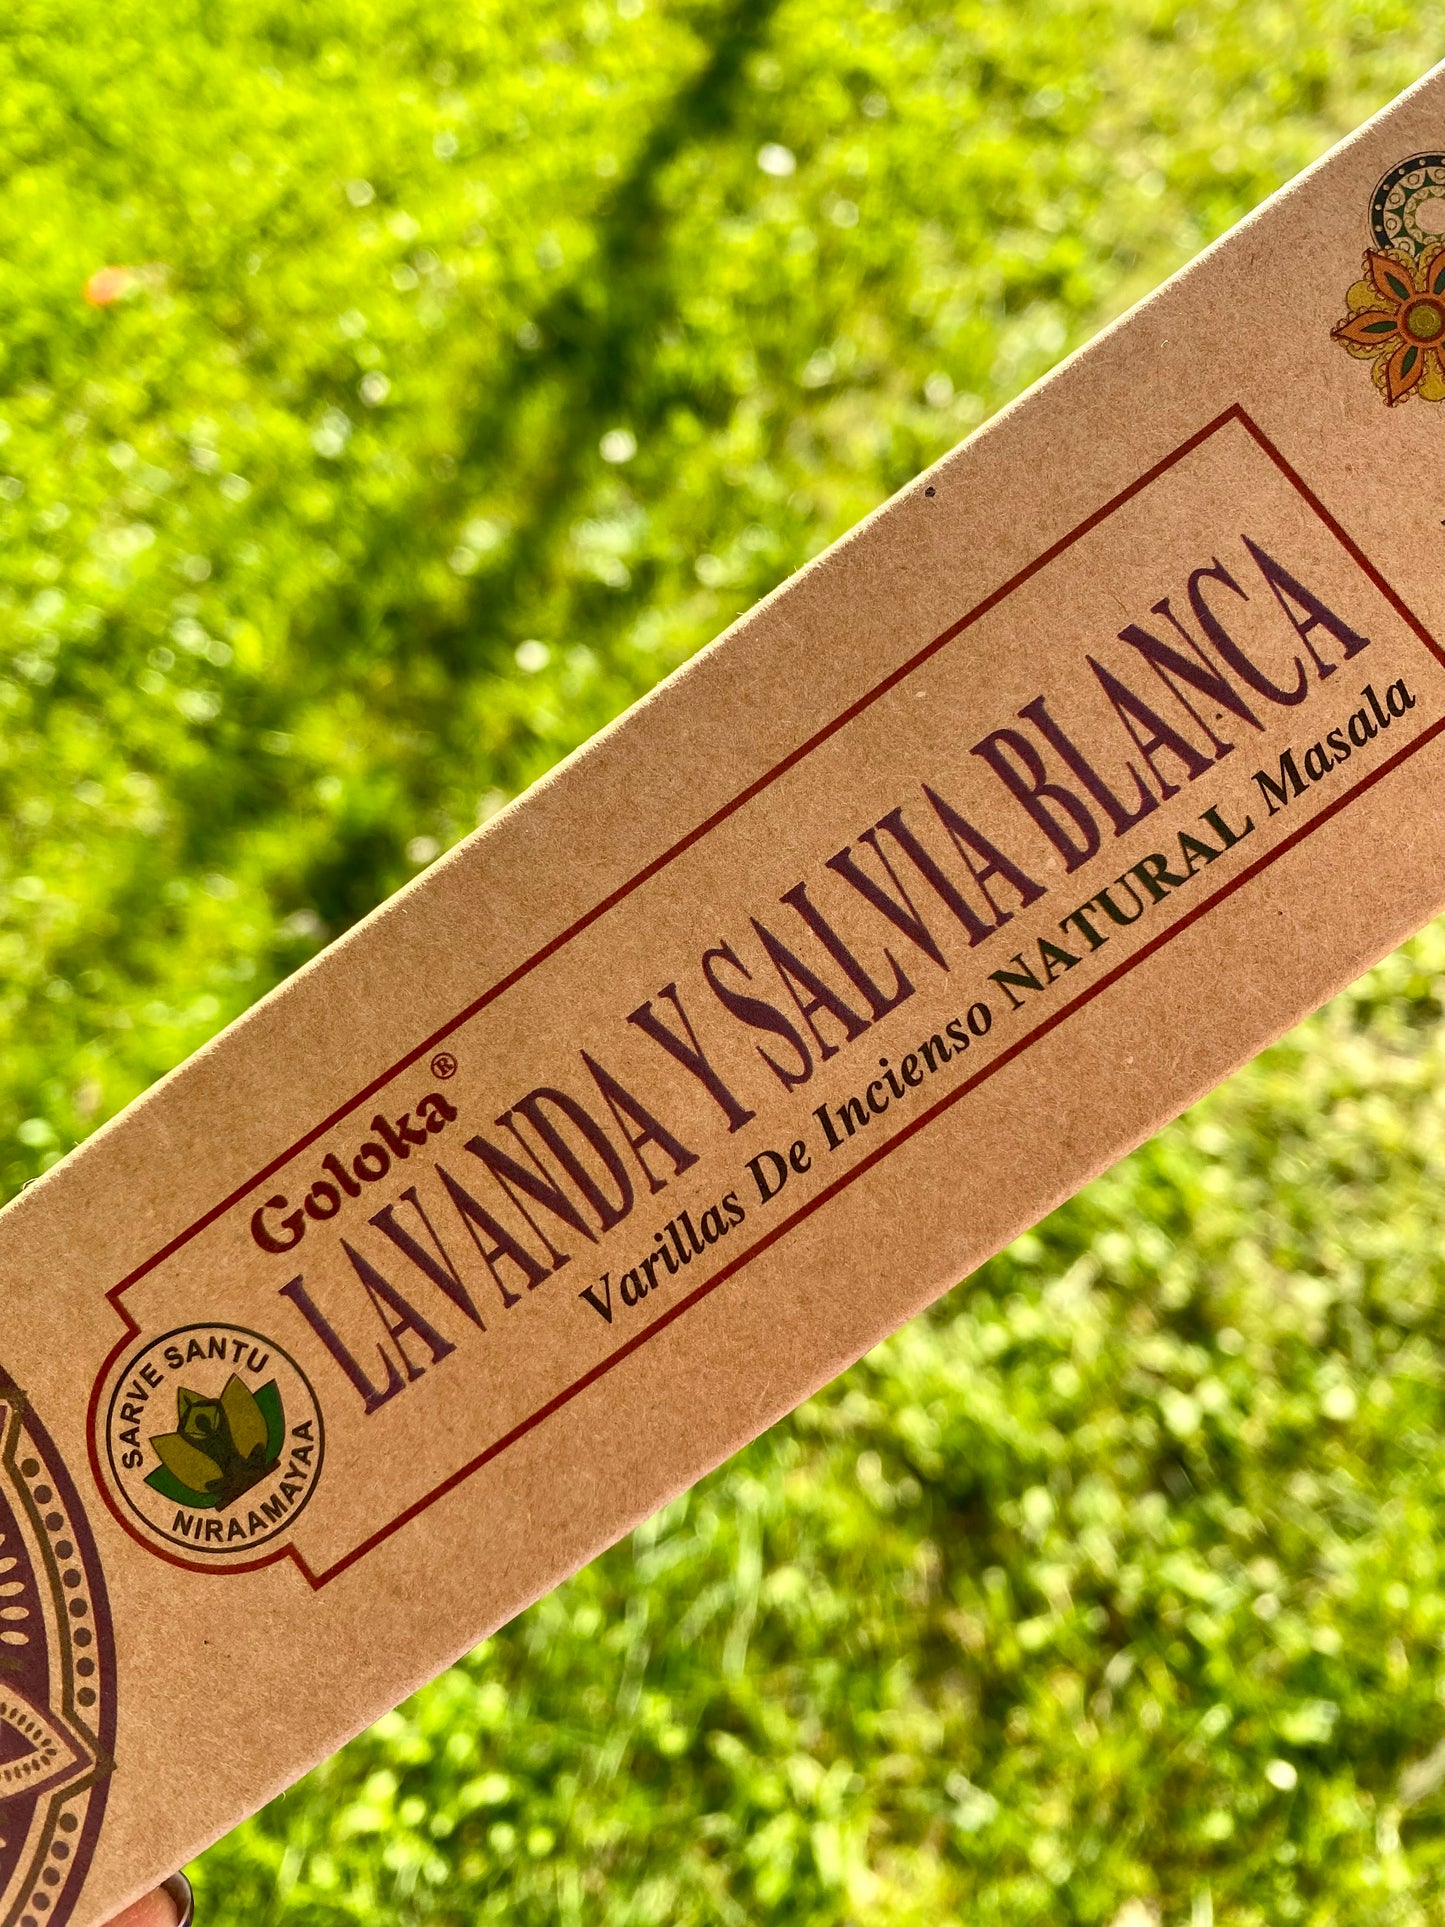 Goloka®
LAVANDA Y SALVIA BLANCA
Varillas De Incienso NATURAL Masala
SARVE SANTU
NIRAAMAYAA